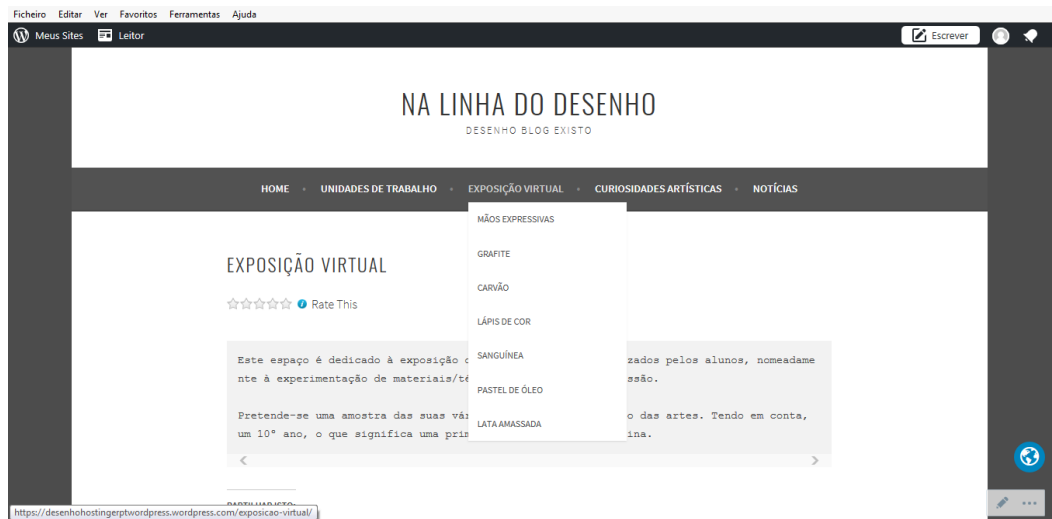 Ficheiro Editar Ver Favoritos Ferramentas Ajuda
Meus Sites Leitor Escrever
NA LINHA DO DESENHO
DESENHO BLOG EXISTO
HOME UNIDADES DE TRABALHO EXPOSIÇÃO VIRTUAL CURIOSIDADES ARTÍSTICAS NOTÍCIAS
MÃOS EXPRESSIVAS
GRAFITE
CARVÃO
LÁPIS DE COR
SANGUÍNEA
PASTEL DE ÓLEO
LATA AMASSADA
EXPOSIÇÃO VIRTUAL
Rate This
Este espaço é dedicado à exposição zados pelos alunos, nomeadame
nte à experimentação de materiais/té ssão.
Pretende-se uma amostra das suas vár o das artes. Tendo em conta,
um 10° ano, o que significa uma prim ina.
https://desenhohostingerptwordpress.wordpress.com/exposicao-virtual/